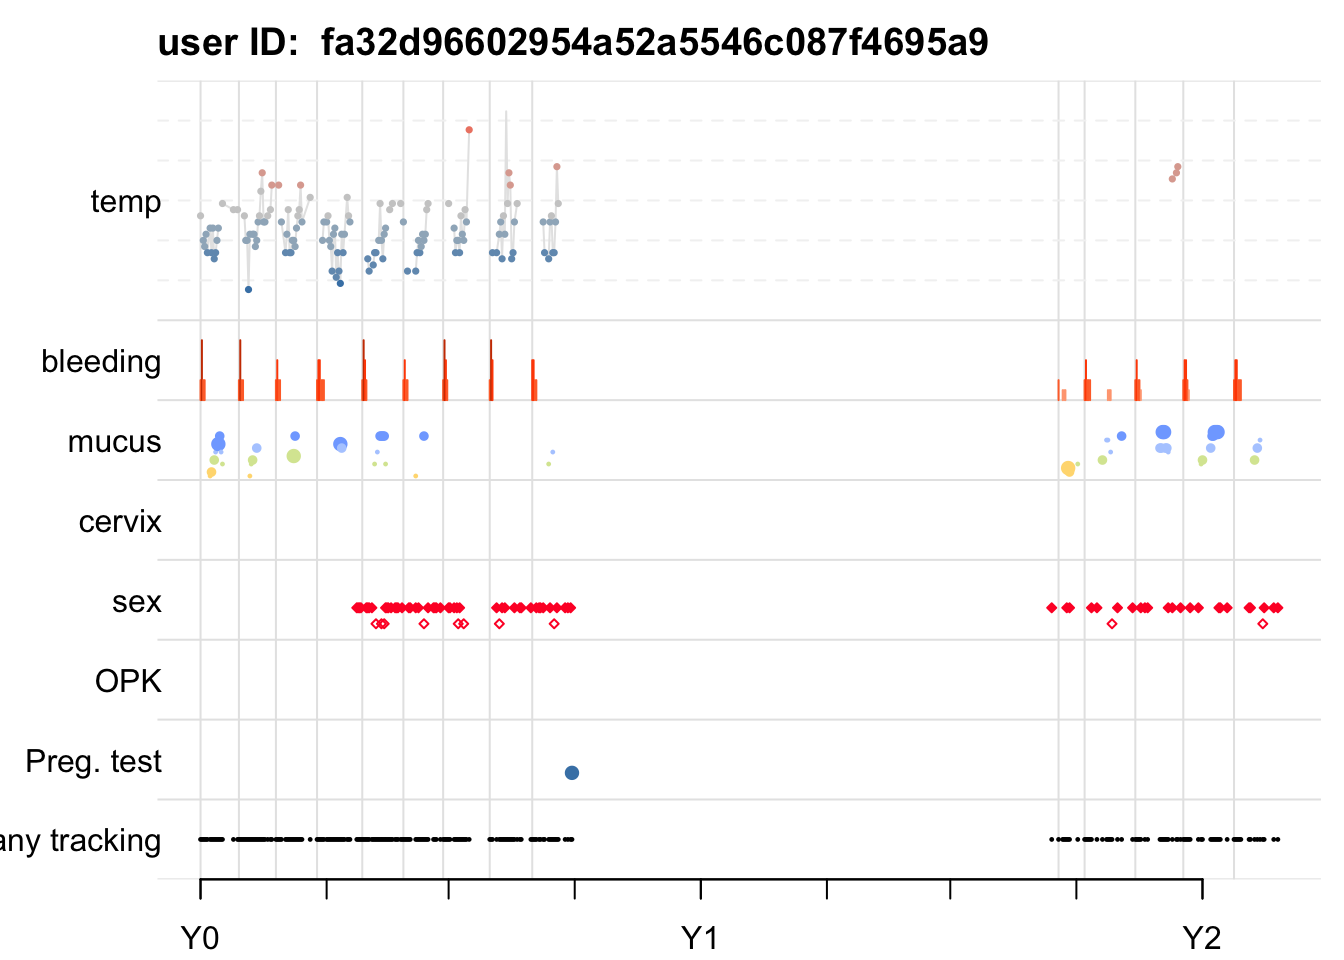 user ID:  fa32d96602954a52a5546c087f4695a9
temp
bleeding
mucus
cervix
sex
OPK
Preg. test
any tracking
Y0 Y1 Y2